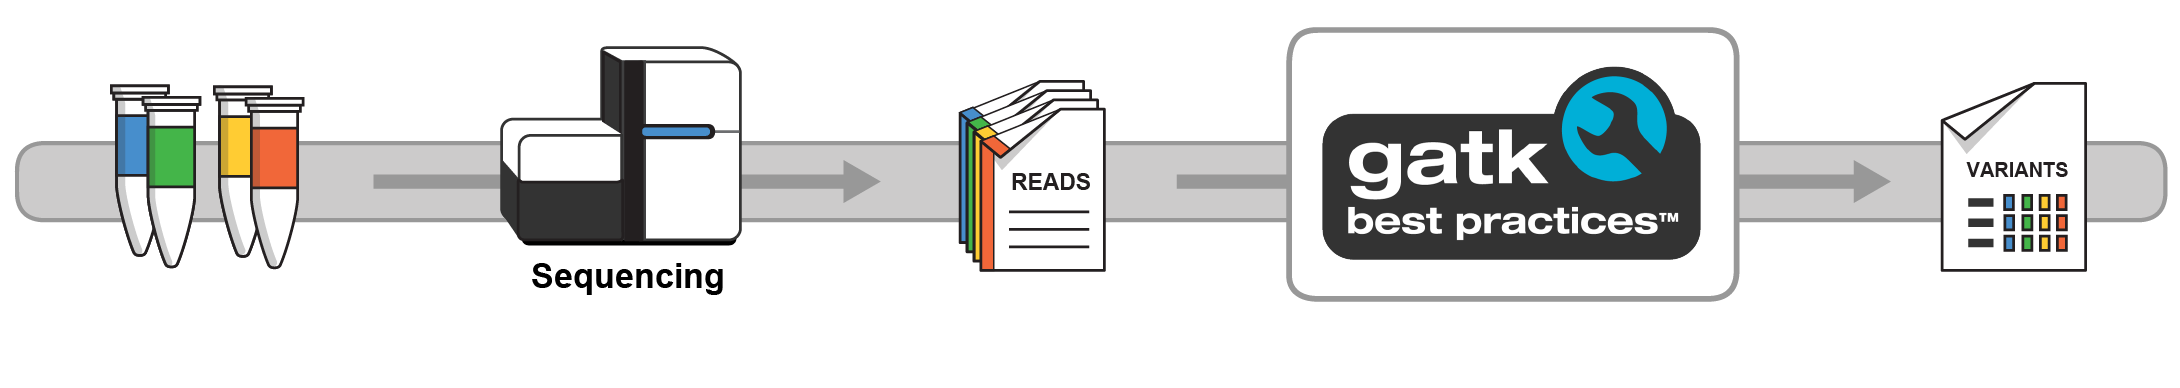 Sequencing
READS
gatk
best practices™
VARIANTS